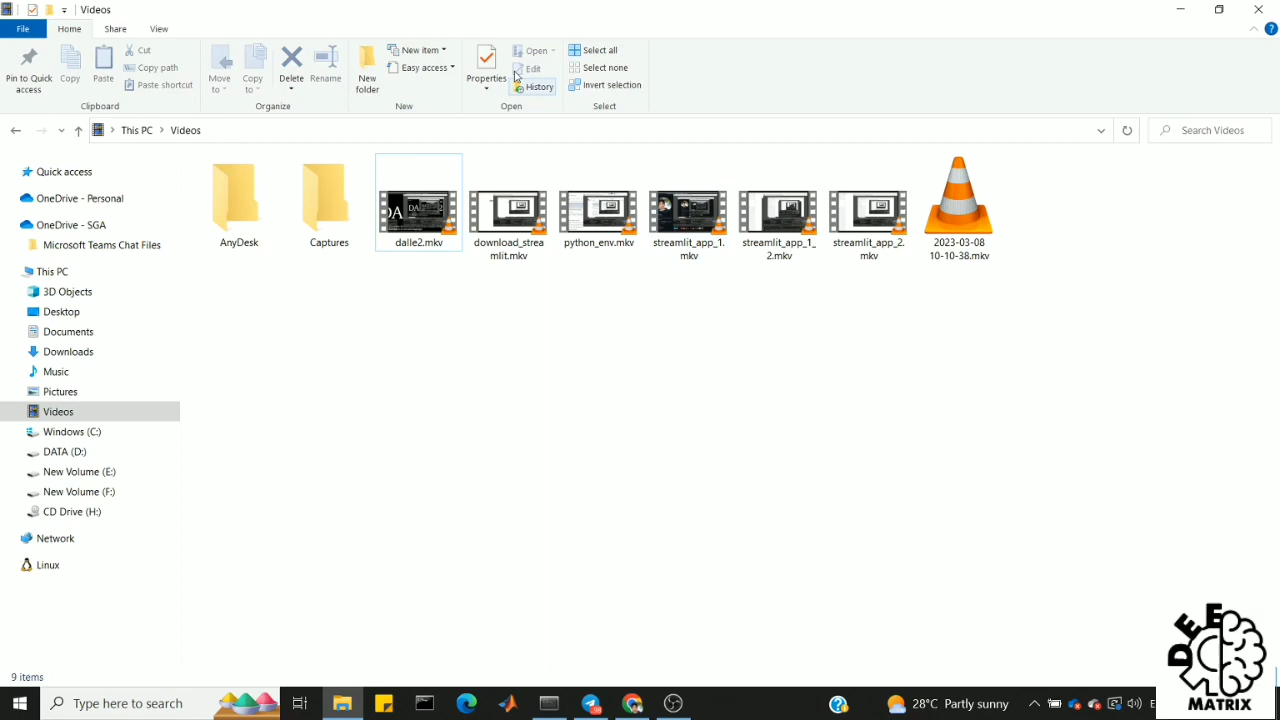 Videos
File
Home
Share
View
Pin to Quick
access
Copy
Paste
Cut
Copy path
Paste shortcut
Clipboard
Move
to
Copy
to
Delete
Rename
Organize
New
folder
New item
Easy access
New
Properties
Open
Edit
History
Open
Select all
Select none
Invert selection
Select
This PC
Videos
Search Videos
Quick access
OneDrive - Personal
OneDrive - SGA
Microsoft Teams Chat Files
This PC
3D Objects
Desktop
Documents
Downloads
Music
Pictures
Videos
Windows (C:)
DATA (D:)
New Volume (E:)
New Volume (F:)
CD Drive (H:)
Network
Linux
AnyDesk
Captures
dalle2.mkv
download_strea
mlit.mkv
python_env.mkv
streamlit_app_1.
mkv
streamlit_app_1_
2.mkv
streamlit_app_2.
mkv
2023-03-08
10-10-38.mkv
9 items
Type here to search
28°C Partly sunny
E
DEE
MATRIX